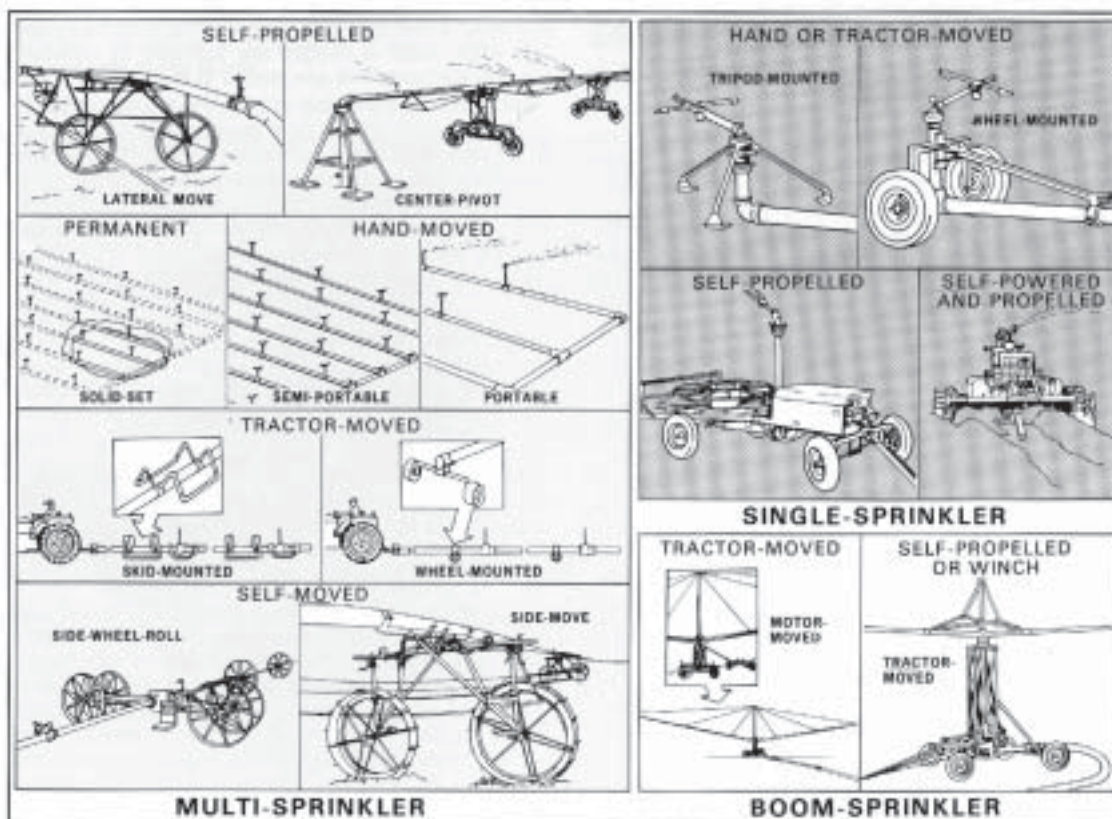 SELF-PROPELLED
LATERAL MOVE
CENTER-PIVOT
PERMANENT
HAND-MOVED
SOLID-SET
SEMI-PORTABLE
PORTABLE
TRACTOR-MOVED
SKID-MOUNTED
WHEEL-MOUNTED
SELF-MOVED
SIDE-WHEEL-ROLL
SIDE-MOVE
MULTI-SPRINKLER
HAND OR TRACTOR-MOVED
TRIPOD-MOUNTED
WHEEL-MOUNTED
SELF PROPELLED
SELF-POWERED
AND PROPELLED
SINGLE-SPRINKLER
TRACTOR-MOVED
MOTOR-
MOVED
SELF-PROPELLED
OR WINCH
TRACTOR-
MOVED
BOOM-SPRINKLER